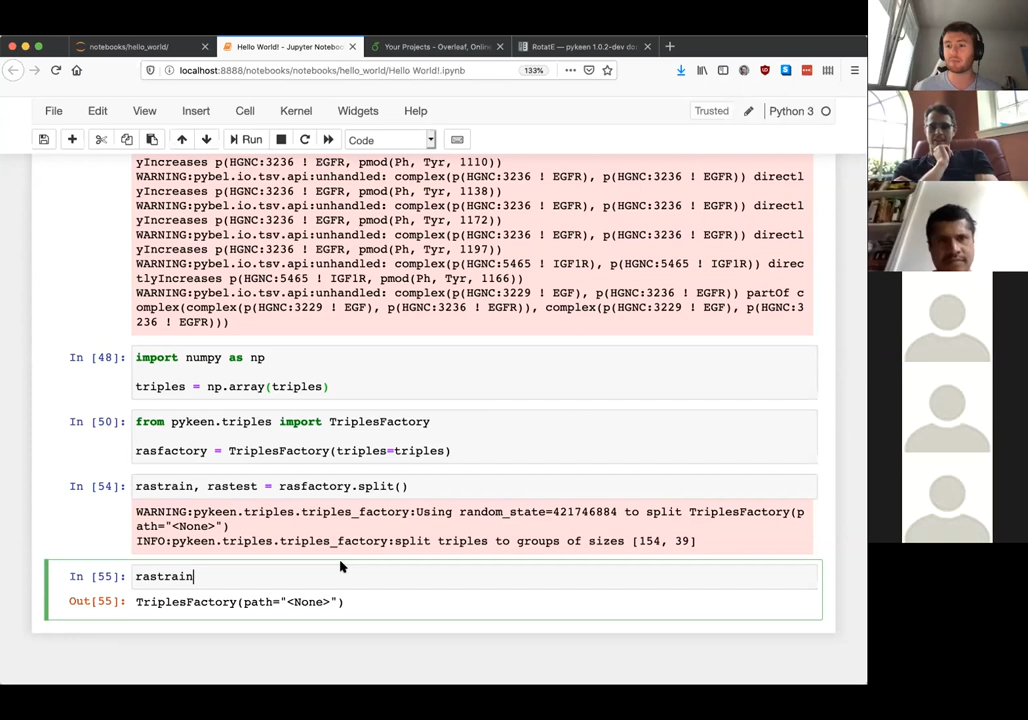 notebooks/hello_world/
Hello World! - Jupyter Noteboo
Your Projects - Overleaf, Online
RotatE — pykeen 1.0.2-dev do
localhost:8888/notebooks/notebooks/hello_world/Hello World!.ipynb
133%
File Edit View Insert Cell Kernel Widgets Help
Trusted
Python 3
Run
Code
yIncreases p(HGNC:3236 ! EGFR, pmod(Ph, Tyr, 1110))
WARNING:pybel.io.tsv.api:unhandled: complex(p(HGNC:3236 ! EGFR), p(HGNC:3236 ! EGFR)) directl
yIncreases p(HGNC:3236 ! EGFR, pmod(Ph, Tyr, 1138))
WARNING:pybel.io.tsv.api:unhandled: complex(p(HGNC:3236 ! EGFR), p(HGNC:3236 ! EGFR)) directl
yIncreases p(HGNC:3236 ! EGFR, pmod(Ph, Tyr, 1172))
WARNING:pybel.io.tsv.api:unhandled: complex(p(HGNC:3236 ! EGFR), p(HGNC:3236 ! EGFR)) directl
yIncreases p(HGNC:3236 ! EGFR, pmod(Ph, Tyr, 1197))
WARNING:pybel.io.tsv.api:unhandled: complex(p(HGNC:5465 ! IGF1R), p(HGNC:5465 ! IGF1R)) direc
tlyIncreases p(HGNC:5465 ! IGF1R, pmod(Ph, Tyr, 1166))
WARNING:pybel.io.tsv.api:unhandled: complex(p(HGNC:3229 ! EGF), p(HGNC:3236 ! EGFR)) partOf c
omplex(complex(p(HGNC:3229 ! EGF), p(HGNC:3236 ! EGFR)), complex(p(HGNC:3229 ! EGF), p(HGNC:3
236 ! EGFR)))
In [48]: import numpy as np
triples = np.array(triples)
In [50]: from pykeen.triples import TriplesFactory
rasfactory = TriplesFactory(triples=triples)
In [54]: rastrain, rastest = rasfactory.split()
WARNING:pykeen.triples.triples_factory:Using random_state=421746884 to split TriplesFactory(p
ath="<None>")
INFO:pykeen.triples.triples_factory:split triples to groups of sizes [154, 39]
In [55]: rastrain
Out[55]: TriplesFactory(path="<None>")